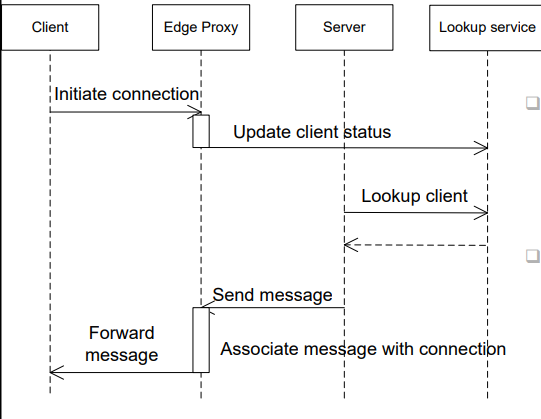 Client
Edge Proxy
Server
Lookup service
Initiate connection
Update client status
Lookup client
Send message
Forward
message
Associate message with connection